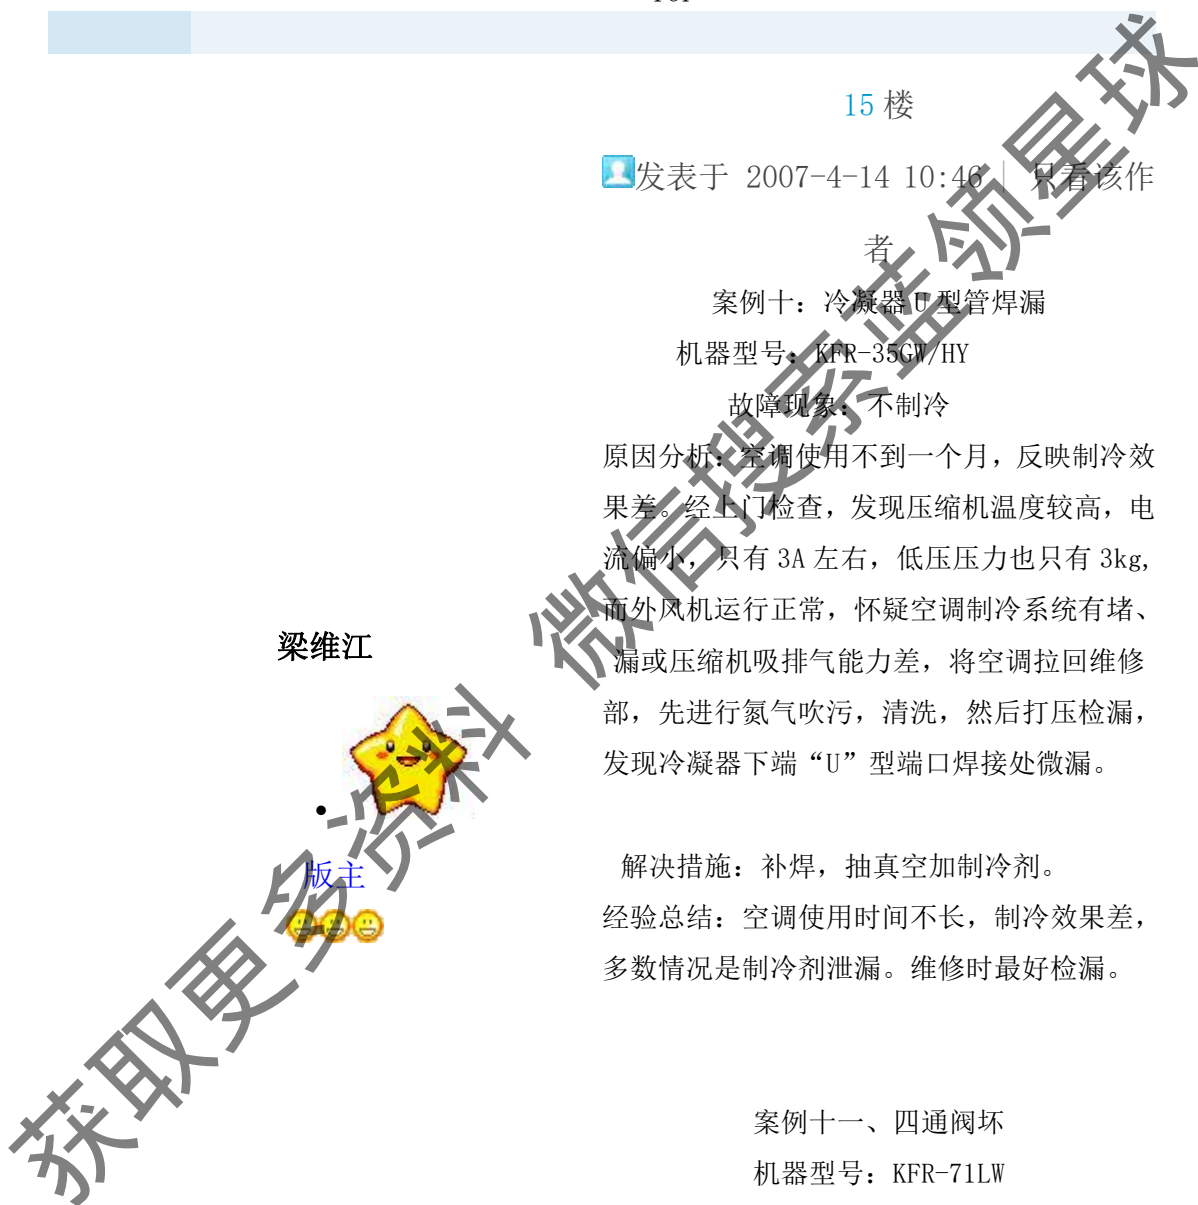 15 楼
发表于 2007-4-14 10:46 | 只看该作
者
案例十：冷凝器 U 型管焊漏
机器型号：KFR-35GW/HY
故障现象：不制冷
原因分析：空调使用不到一个月，反映制冷效
果差。经上门检查，发现压缩机温度较高，电
流偏小，只有 3A 左右，低压压力也只有 3kg,
而外风机运行正常，怀疑空调制冷系统有堵、
漏或压缩机吸排气能力差，将空调拉回维修
部，先进行氮气吹污，清洗，然后打压检漏，
发现冷凝器下端“U”型端口焊接处微漏。
解决措施：补焊，抽真空加制冷剂。
经验总结：空调使用时间不长，制冷效果差，
多数情况是制冷剂泄漏。维修时最好检漏。
案例十一、四通阀坏
机器型号：KFR-71LW
梁维江
版主
获取更多资料 微信搜索蓝领星球